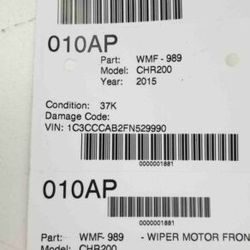 010AP
Part: WMF - 989
Model: CHR200
Year: 2015
Condition: 37K
Damage Code:
VIN: 1C3CCCAB2FN529990
0000001881
010AP
0000001881
Part: WMF- 989 - WIPER MOTOR FRON
Model: CHR200